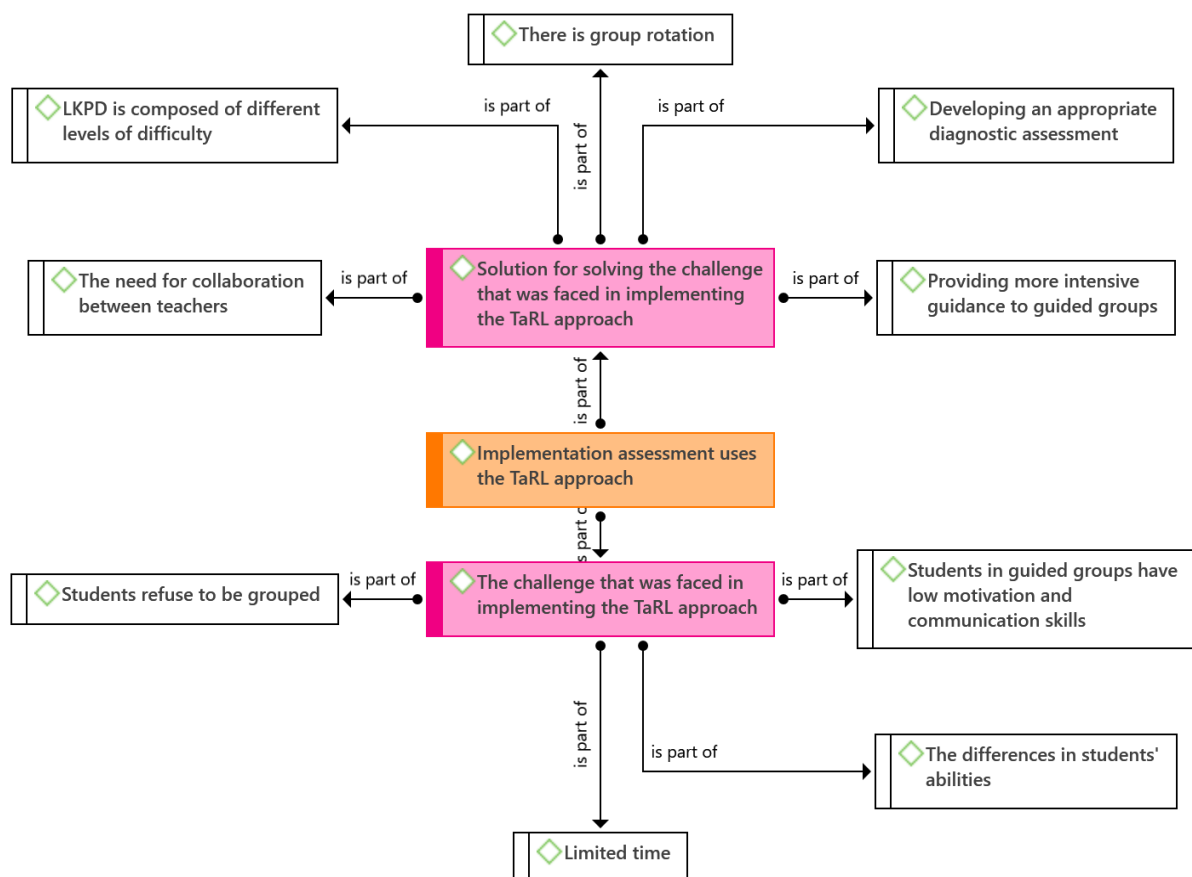 There is group rotation
is part of
is part of
is part of
LKPD is composed of different
levels of difficulty
Developing an appropriate
diagnostic assessment
The need for collaboration
between teachers
is part of
Solution for solving the challenge
that was faced in implementing
the TaRL approach
is part of
Providing more intensive
guidance to guided groups
is part of
Implementation assessment uses
the TaRL approach
is part
Students refuse to be grouped
is part of
The challenge that was faced in
implementing the TaRL approach
is part of
Students in guided groups have
low motivation and
communication skills
is part of
is part of
The differences in students'
abilities
Limited time